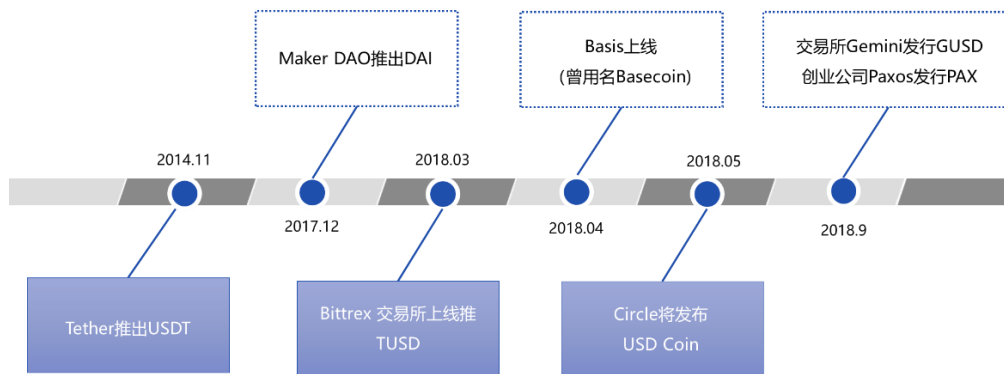 Maker DAO推出DAI
Basis上线
(曾用名Basecoin)
交易所Gemini发行GUSD
创业公司Paxos发行PAX
2014.11
2018.03
2018.05
2017.12
2018.04
2018.9
Tether推出USDT
Bittrex 交易所上线推
TUSD
Circle将发布
USD Coin